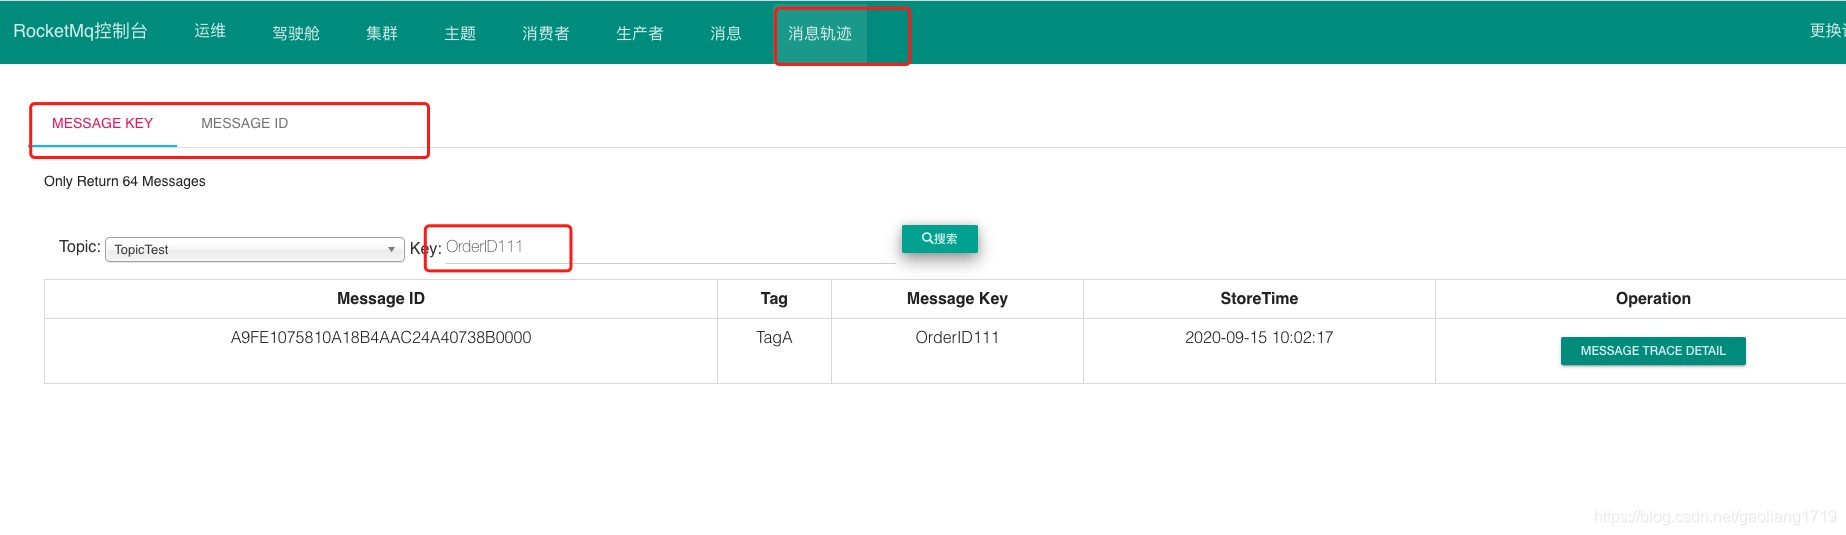 RocketMq控制台 运维 驾驶舱 集群 主题 消费者 生产者 消息 消息轨迹 更换
MESSAGE KEY MESSAGE ID
Only Return 64 Messages
Topic: TopicTest Key: OrderID111 搜索
Message ID Tag Message Key StoreTime Operation
A9FE1075810A18B4AAC24A40738B0000 TagA OrderID111 2020-09-15 10:02:17 MESSAGE TRACE DETAIL
https://blog.csdn.net/gaoliang1719